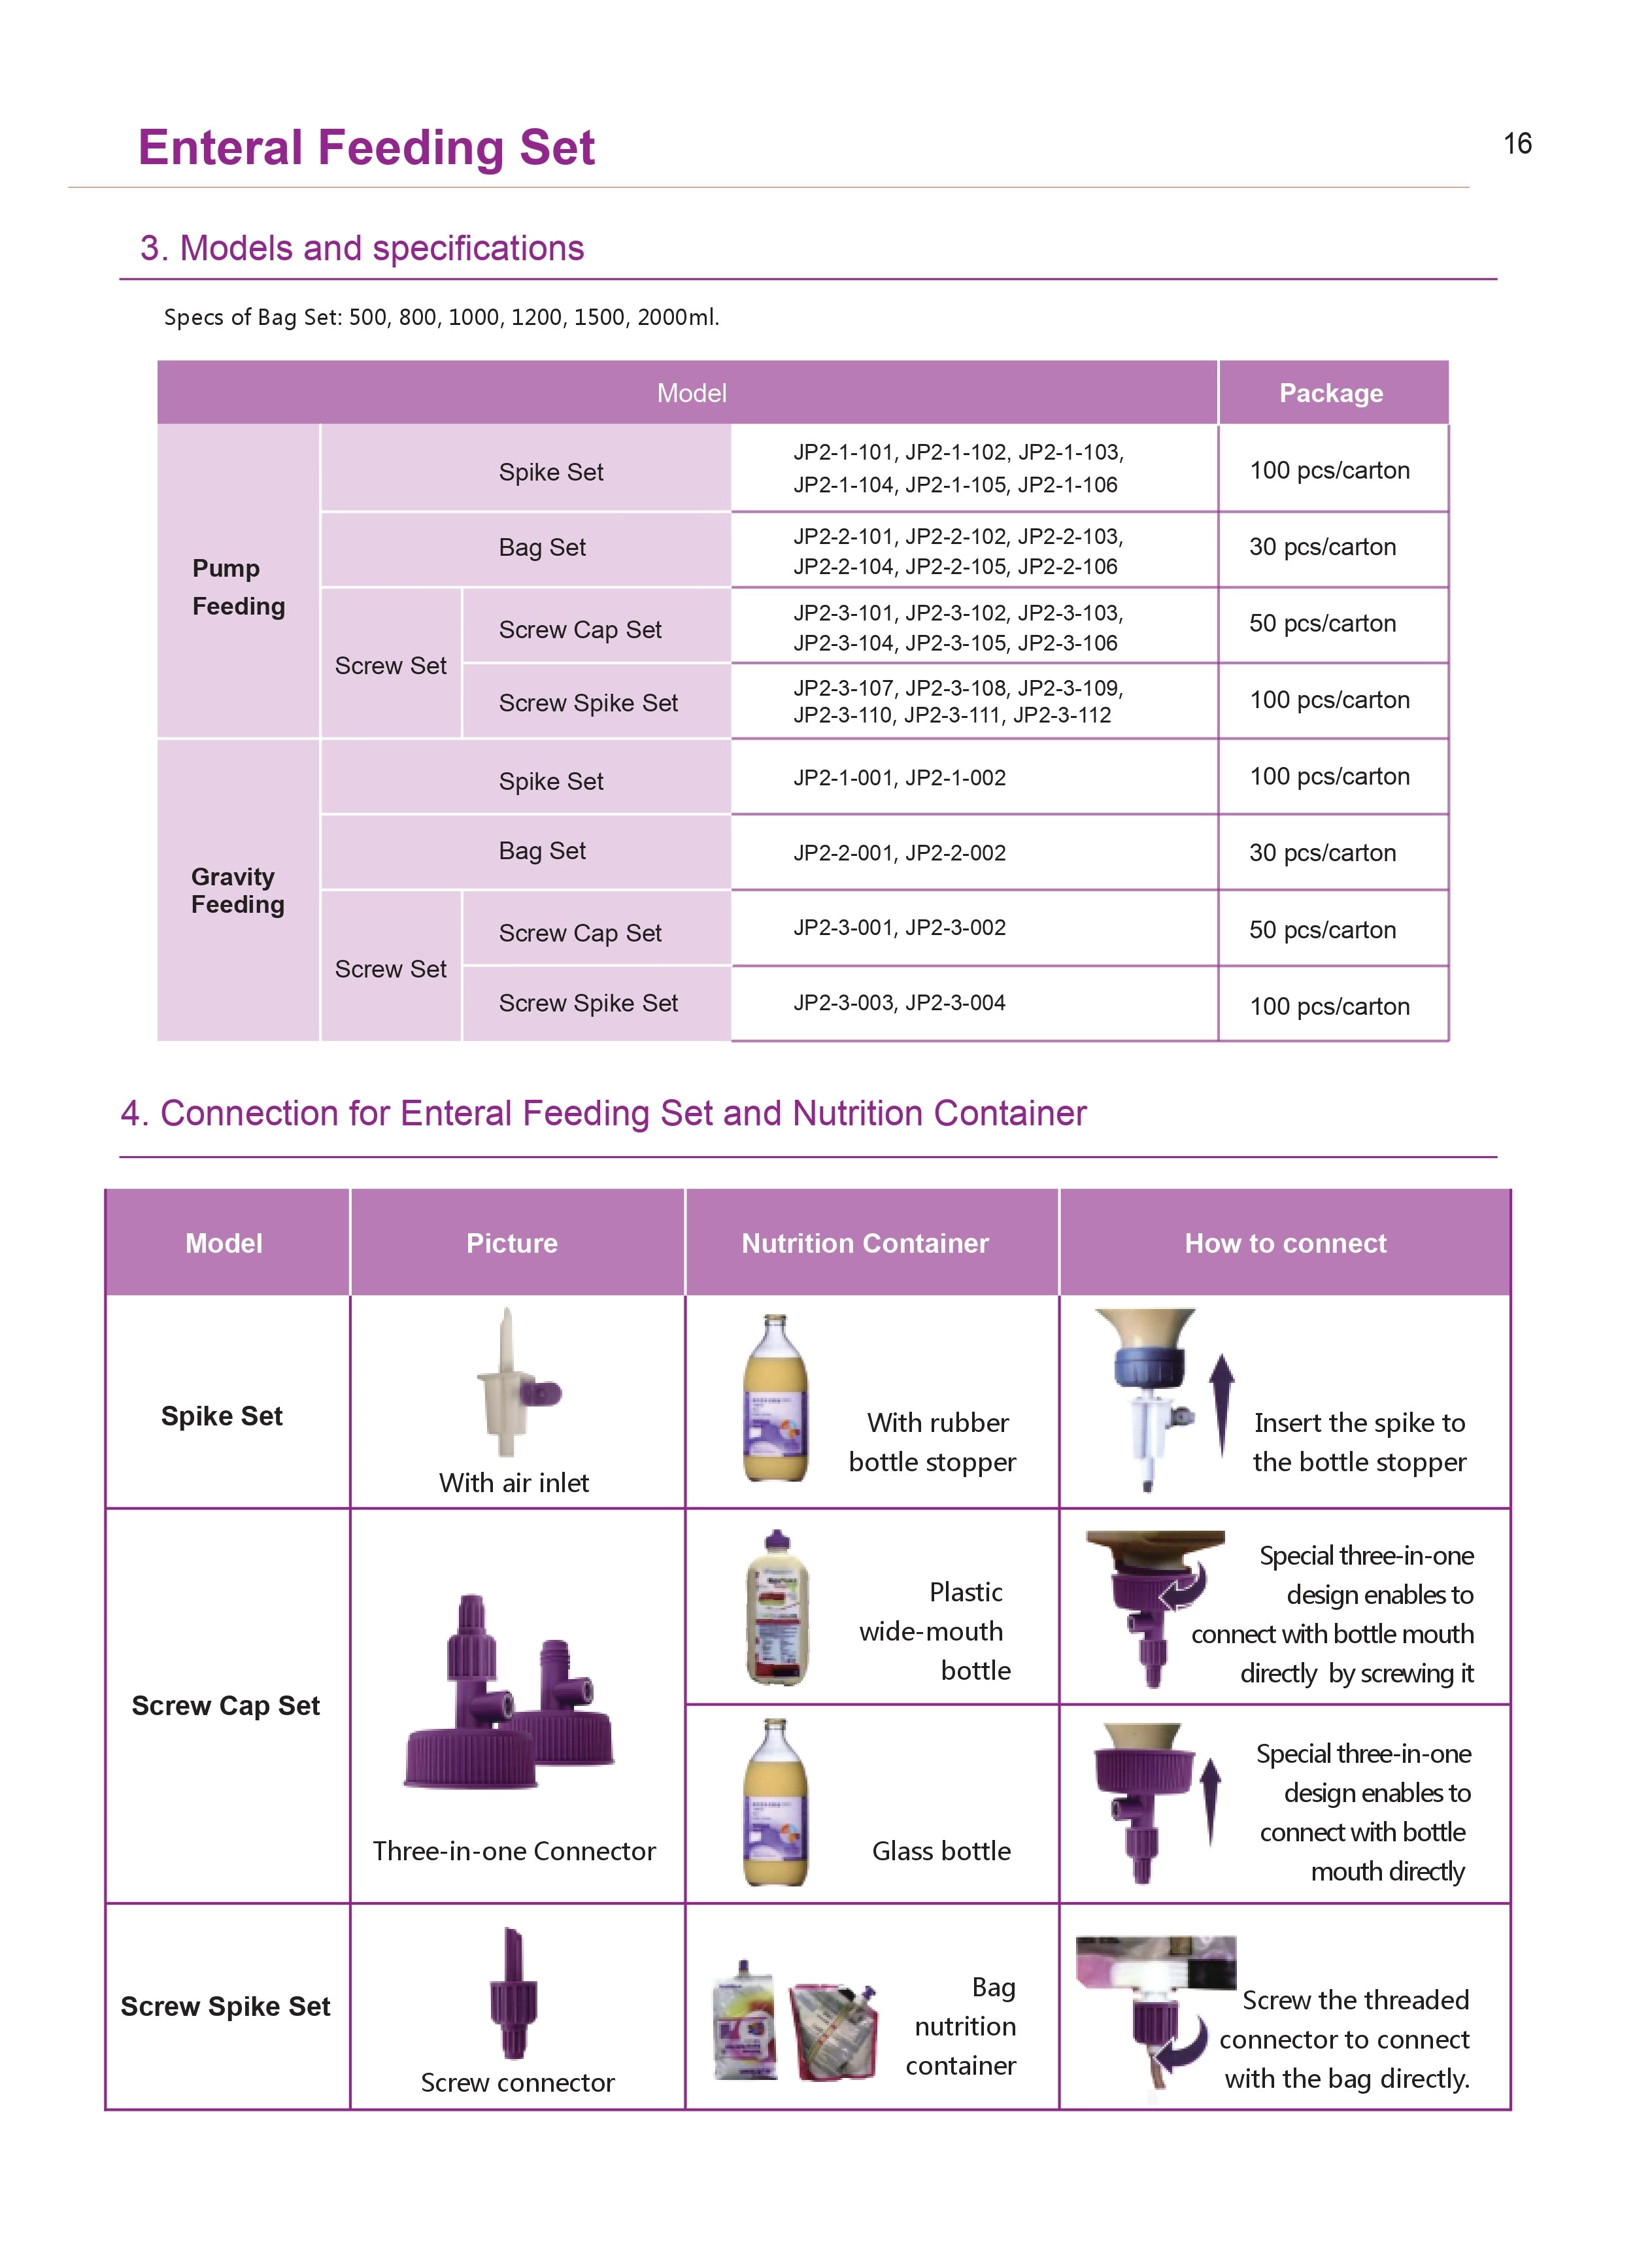 Enteral Feeding Set
16
3. Models and specifications
Specs of Bag Set: 500, 800, 1000, 1200, 1500, 2000ml.
Model
Package
Pump
Feeding
Spike Set
JP2-1-101, JP2-1-102, JP2-1-103,
JP2-1-104, JP2-1-105, JP2-1-106
100 pcs/carton
Bag Set
JP2-2-101, JP2-2-102, JP2-2-103,
JP2-2-104, JP2-2-105, JP2-2-106
30 pcs/carton
Screw Set
Screw Cap Set
JP2-3-101, JP2-3-102, JP2-3-103,
JP2-3-104, JP2-3-105, JP2-3-106
50 pcs/carton
Screw Spike Set
JP2-3-107, JP2-3-108, JP2-3-109,
JP2-3-110, JP2-3-111, JP2-3-112
100 pcs/carton
Gravity
Feeding
Spike Set
JP2-1-001, JP2-1-002
100 pcs/carton
Bag Set
JP2-2-001, JP2-2-002
30 pcs/carton
Screw Set
Screw Cap Set
JP2-3-001, JP2-3-002
50 pcs/carton
Screw Spike Set
JP2-3-003, JP2-3-004
100 pcs/carton
4. Connection for Enteral Feeding Set and Nutrition Container
Model
Picture
Nutrition Container
How to connect
Spike Set
With air inlet
With rubber
bottle stopper
Insert the spike to
the bottle stopper
Screw Cap Set
Three-in-one Connector
Plastic
wide-mouth
bottle
Special three-in-one
design enables to
connect with bottle mouth
directly by screwing it
Glass bottle
Special three-in-one
design enables to
connect with bottle
mouth directly
Screw Spike Set
Screw connector
Bag
nutrition
container
Screw the threaded
connector to connect
with the bag directly.